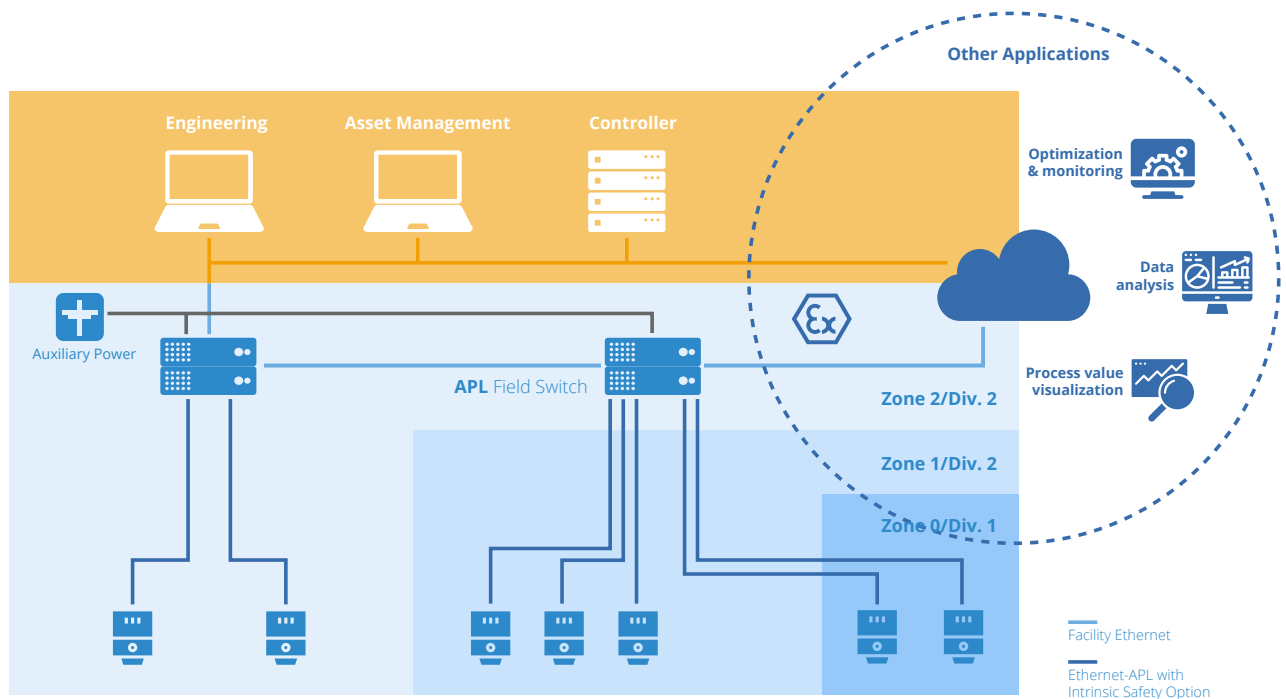 Other Applications
Engineering
Asset Management
Controller
Optimization
& monitoring
Data
analysis
Process value
visualization
Auxiliary Power
Ex
APL Field Switch
Zone 2/Div. 2
Zone 1/Div. 2
Zone 0/Div. 1
Facility Ethernet
Ethernet-APL with
Intrinsic Safety Option